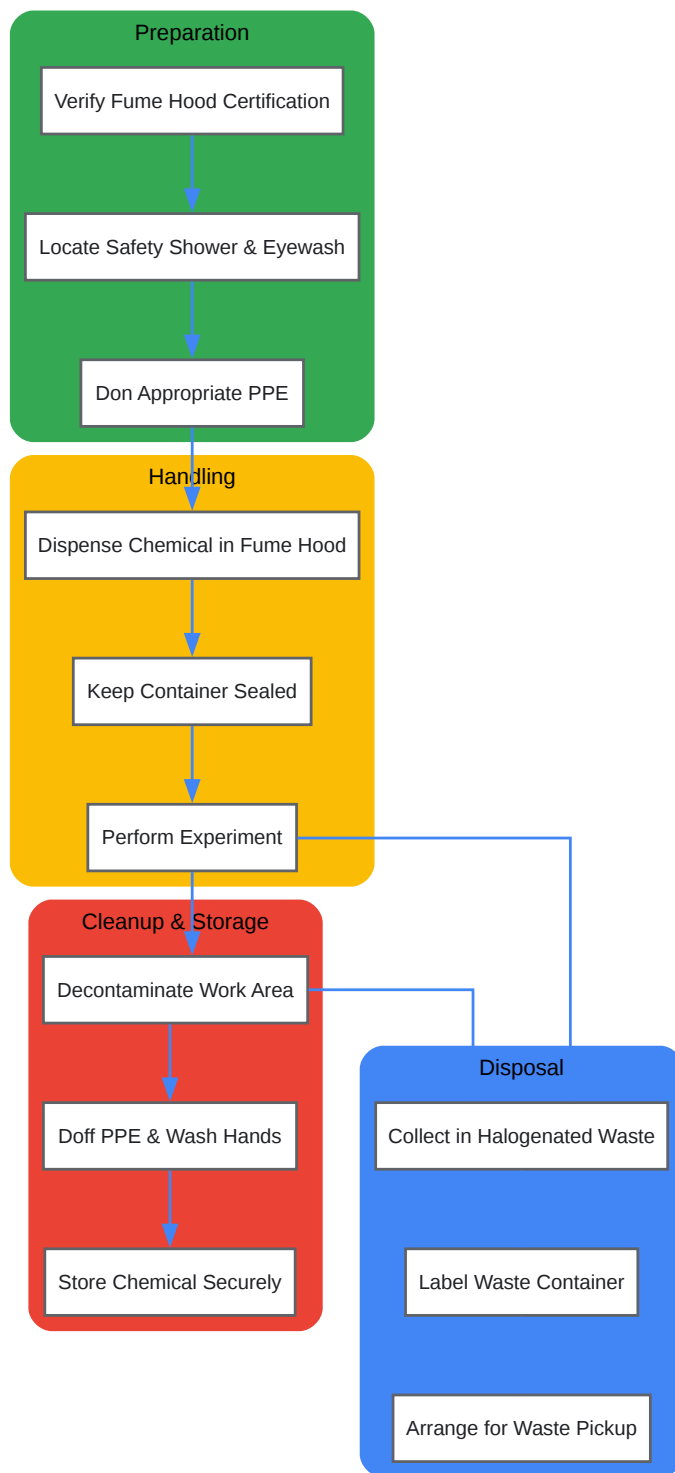 Preparation
Verify Fume Hood Certification
Locate Safety Shower & Eyewash
Don Appropriate PPE
Handling
Dispense Chemical in Fume Hood
Keep Container Sealed
Perform Experiment
Cleanup & Storage
Decontaminate Work Area
Doff PPE & Wash Hands
Store Chemical Securely
Disposal
Collect in Halogenated Waste
Label Waste Container
Arrange for Waste Pickup